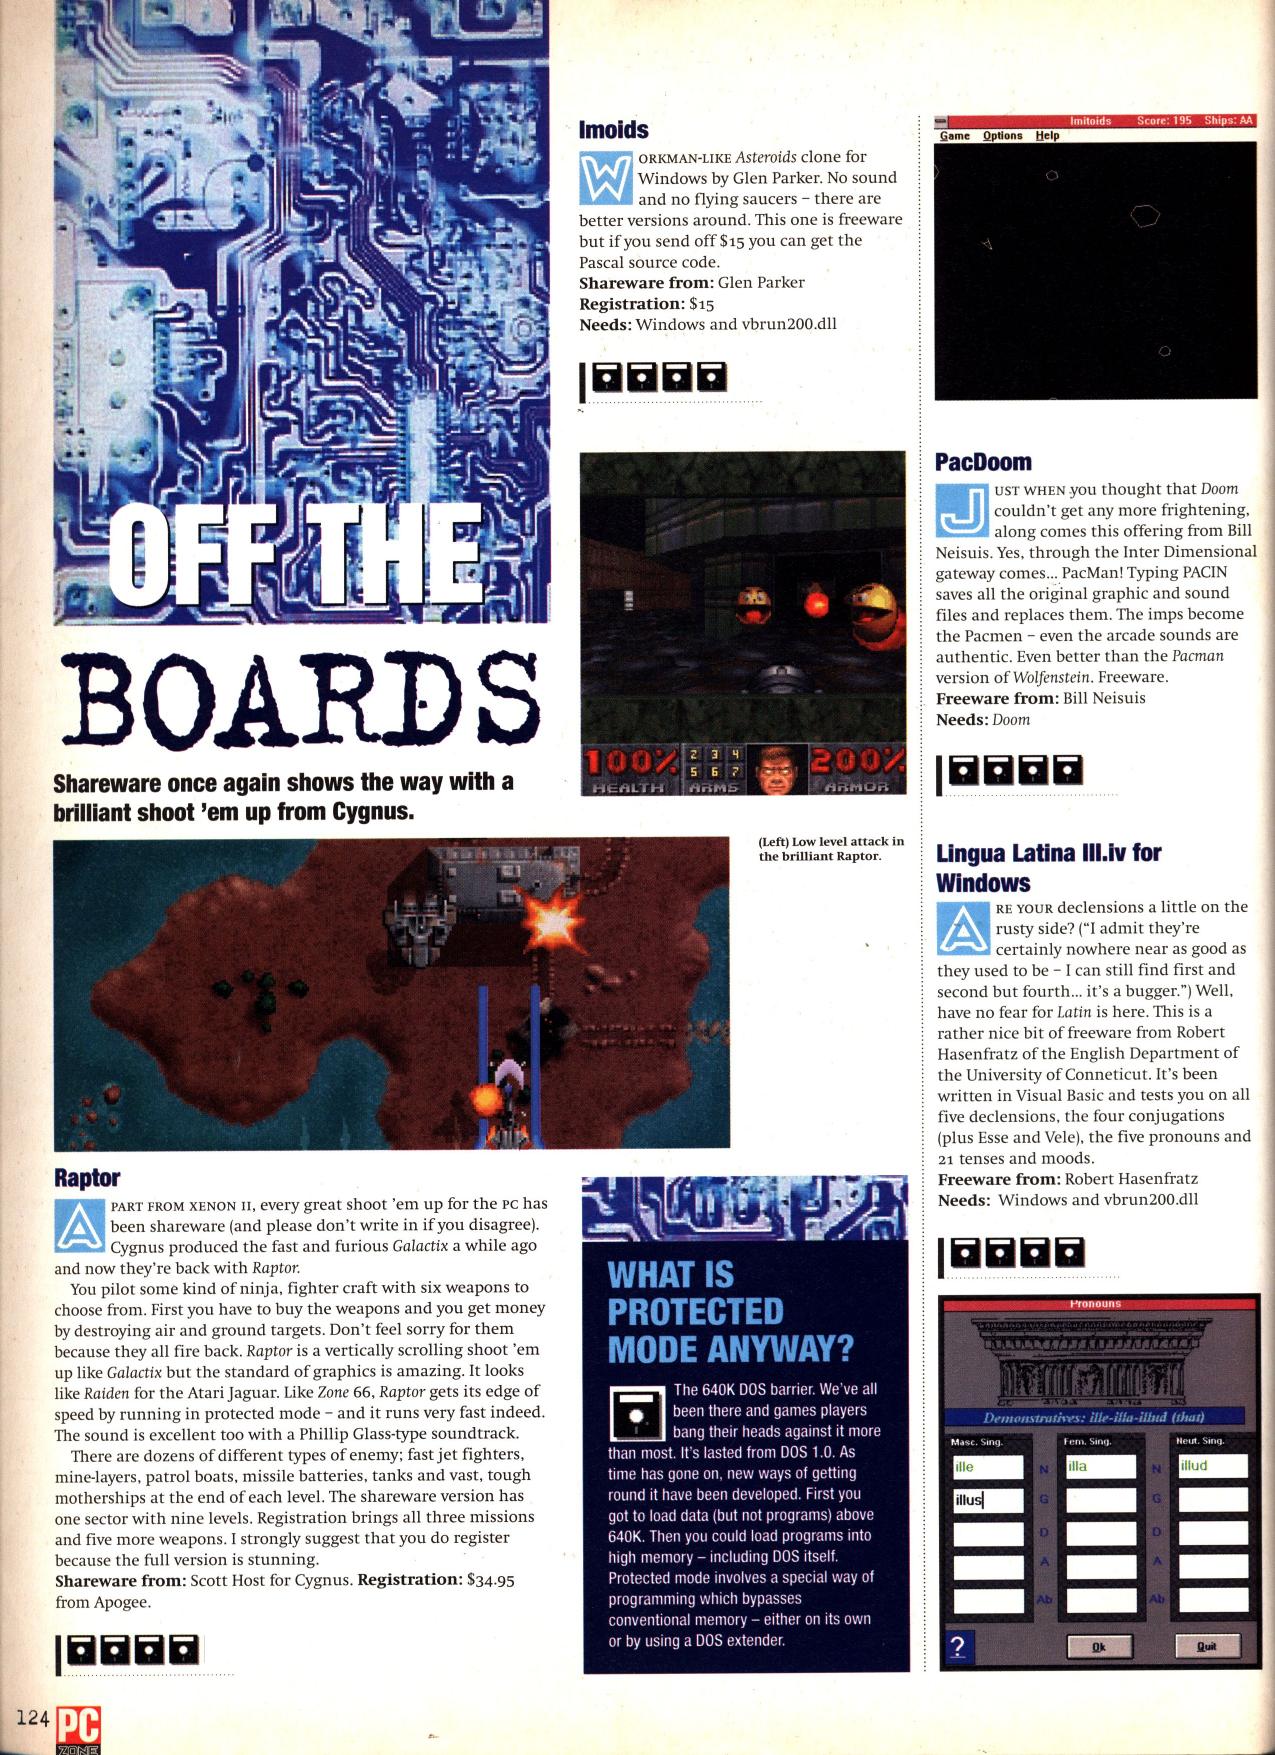 OFF THE
BOARDS
Shareware once again shows the way with a
brilliant shoot 'em up from Cygnus.
(Left) Low level attack in
the brilliant Raptor.
Raptor
APART FROM XENON II, every great shoot 'em up for the PC has
been shareware (and please don't write in if you disagree).
Cygnus produced the fast and furious Galactix a while ago
and now they're back with Raptor.
You pilot some kind of ninja, fighter craft with six weapons to
choose from. First you have to buy the weapons and you get money
by destroying air and ground targets. Don't feel sorry for them
because they all fire back. Raptor is a vertically scrolling shoot 'em
up like Galactix but the standard of graphics is amazing. It looks
like Raiden for the Atari Jaguar. Like Zone 66, Raptor gets its edge of
speed by running in protected mode – and it runs very fast indeed.
The sound is excellent too with a Phillip Glass-type soundtrack.
There are dozens of different types of enemy; fast jet fighters,
mine-layers, patrol boats, missile batteries, tanks and vast, tough
motherships at the end of each level. The shareware version has
one sector with nine levels. Registration brings all three missions
and five more weapons. I strongly suggest that you do register
because the full version is stunning.
Shareware from: Scott Host for Cygnus. Registration: $34.95
from Apogee.
Imoids
WORKMAN-LIKE Asteroids clone for
Windows by Glen Parker. No sound
and no flying saucers – there are
better versions around. This one is freeware
but if you send off $15 you can get the
Pascal source code.
Shareware from: Glen Parker
Registration: $15
Needs: Windows and vbrun200.dll
100% 2 3 4 200%
5 6 7
HEALTH ARMS ARMOR
WHAT IS
PROTECTED
MODE ANYWAY?
The 640K DOS barrier. We've all
been there and games players
bang their heads against it more
than most. It's lasted from DOS 1.0. As
time has gone on, new ways of getting
round it have been developed. First you
got to load data (but not programs) above
640K. Then you could load programs into
high memory – including DOS itself.
Protected mode involves a special way of
programming which bypasses
conventional memory – either on its own
or by using a DOS extender.
Imitoids Score: 195 Ships: AA
Game Options Help
PacDoom
JUST WHEN you thought that Doom
couldn't get any more frightening,
along comes this offering from Bill
Neisuis. Yes, through the Inter Dimensional
gateway comes... PacMan! Typing PACIN
saves all the original graphic and sound
files and replaces them. The imps become
the Pacmen – even the arcade sounds are
authentic. Even better than the Pacman
version of Wolfenstein. Freeware.
Freeware from: Bill Neisuis
Needs: Doom
Lingua Latina III.iv for
Windows
ARE YOUR declensions a little on the
rusty side? ("I admit they're
certainly nowhere near as good as
they used to be – I can still find first and
second but fourth... it's a bugger.") Well,
have no fear for Latin is here. This is a
rather nice bit of freeware from Robert
Hasenfratz of the English Department of
the University of Conneticut. It's been
written in Visual Basic and tests you on all
five declensions, the four conjugations
(plus Esse and Vele), the five pronouns and
21 tenses and moods.
Freeware from: Robert Hasenfratz
Needs: Windows and vbrun200.dll
Pronouns
Demonstratives: ille-illa-illud (that)
Masc. Sing. Fem. Sing. Neut. Sing.
ille N illa N illud
illus G G
D D
A A
Ab Ab
? Ok Quit
124 PC
ZONE